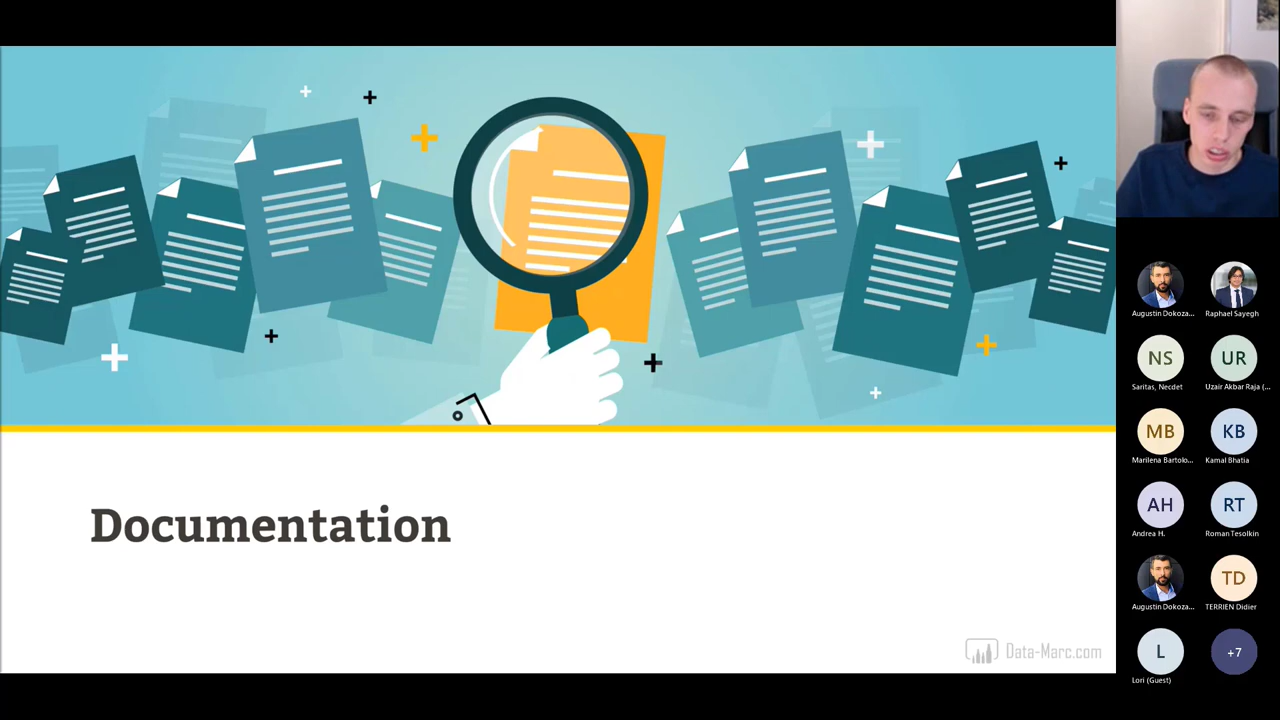 Documentation
Data-Marc.com
Augustin Dokoza...
Raphael Sayegh
NS
UR
Saritas, Necdet
Uzair Akbar Raja (...
MB
KB
Marilena Bartolo...
Kamal Bhatia
AH
RT
Andrea H.
Roman Tesolkin
Augustin Dokoza...
TD
TERRIEN Didier
L
+7
Lori (Guest)